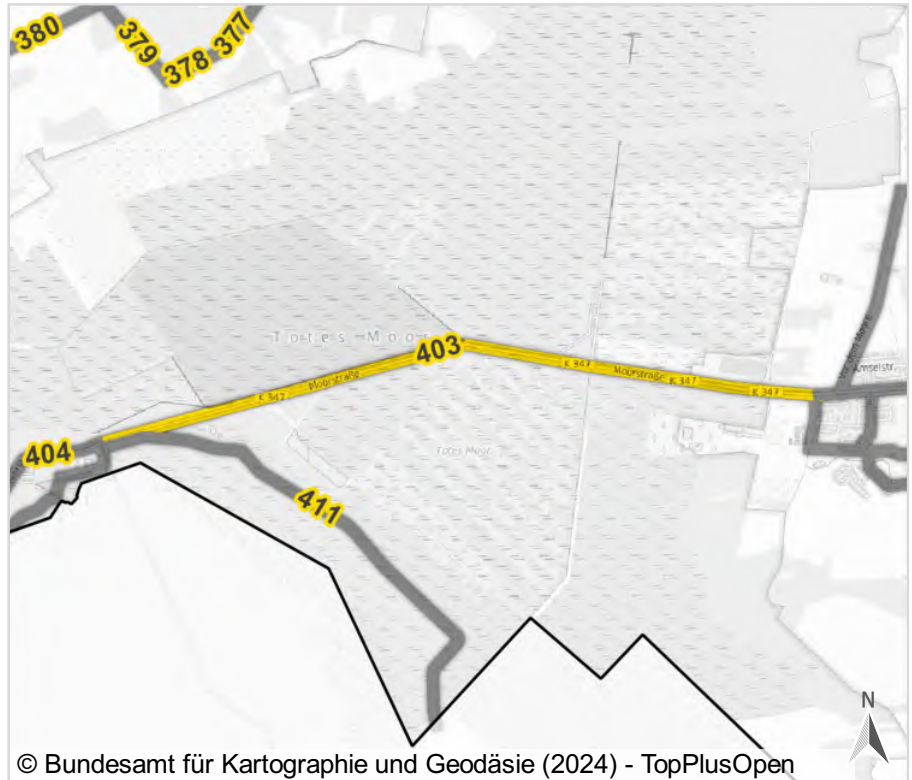 380
379
378
377
Totes Moor
403
Moorstraße
K 347
K 347
Moorstraße K 347
K 347
Amselstr.
404
Totes Moor
411
N
© Bundesamt für Kartographie und Geodäsie (2024) - TopPlusOpen